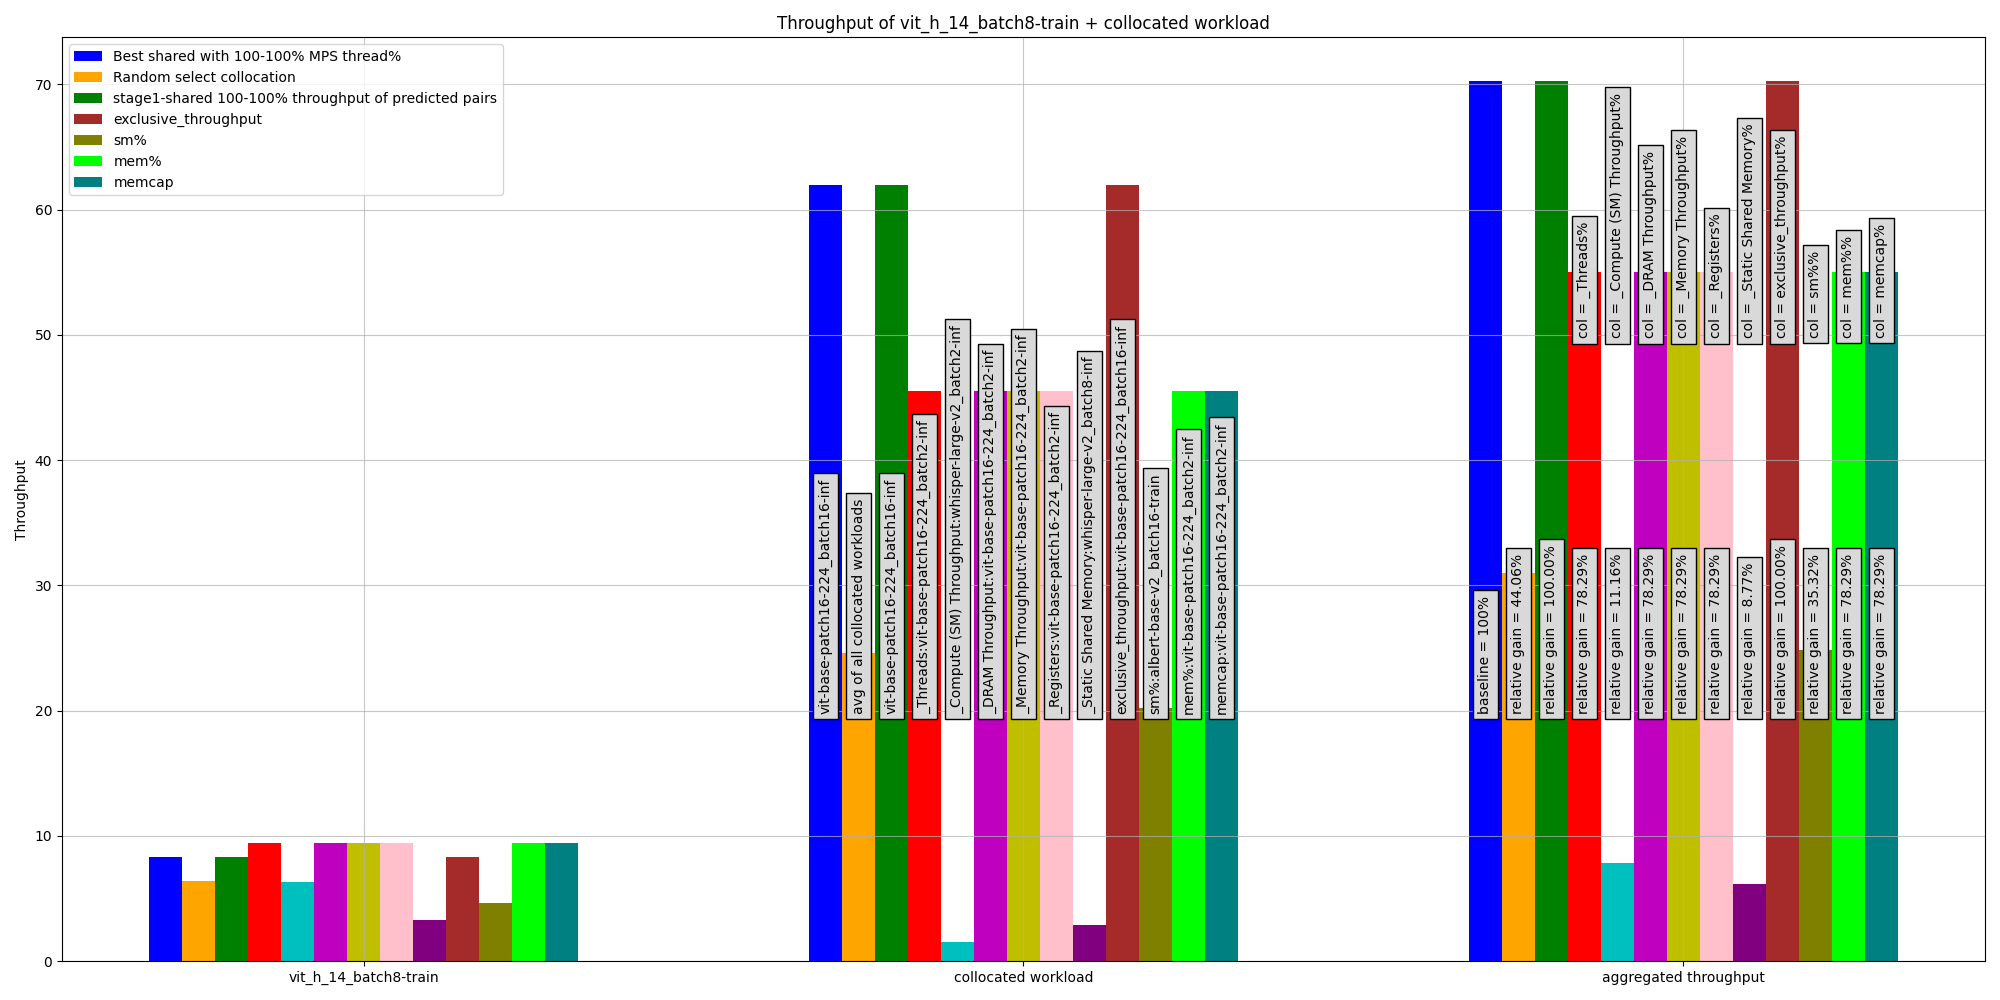 Throughput of vit_h_14_batch8-train + collocated workload
Best shared with 100-100% MPS thread%
Random select collocation
stage1-shared 100-100% throughput of predicted pairs
exclusive_throughput
sm%
mem%
memcap
Throughput
70
60
50
40
30
20
10
0
vit-base-patch16-224_batch16-inf
avg of all collocated workloads
vit-base-patch16-224_batch16-inf
_Threads:vit-base-patch16-224_batch2-inf
_Compute (SM) Throughput:whisper-large-v2_batch2-inf
_DRAM Throughput:vit-base-patch16-224_batch2-inf
_Memory Throughput:vit-base-patch16-224_batch2-inf
_Registers:vit-base-patch16-224_batch2-inf
_Static Shared Memory:whisper-large-v2_batch8-inf
exclusive_throughput:vit-base-patch16-224_batch16-inf
sm%:albert-base-v2_batch16-train
mem%:vit-base-patch16-224_batch2-inf
memcap:vit-base-patch16-224_batch2-inf
col = _Threads%
col = _Compute (SM) Throughput%
col = _DRAM Throughput%
col = _Memory Throughput%
col = _Registers%
col = _Static Shared Memory%
col = exclusive_throughput%
col = sm%%
col = mem%%
col = memcap%
baseline = 100%
relative gain = 44.06%
relative gain = 100.00%
relative gain = 78.29%
relative gain = 11.16%
relative gain = 78.29%
relative gain = 78.29%
relative gain = 78.29%
relative gain = 8.77%
relative gain = 100.00%
relative gain = 35.32%
relative gain = 78.29%
relative gain = 78.29%
vit_h_14_batch8-train
collocated workload
aggregated throughput